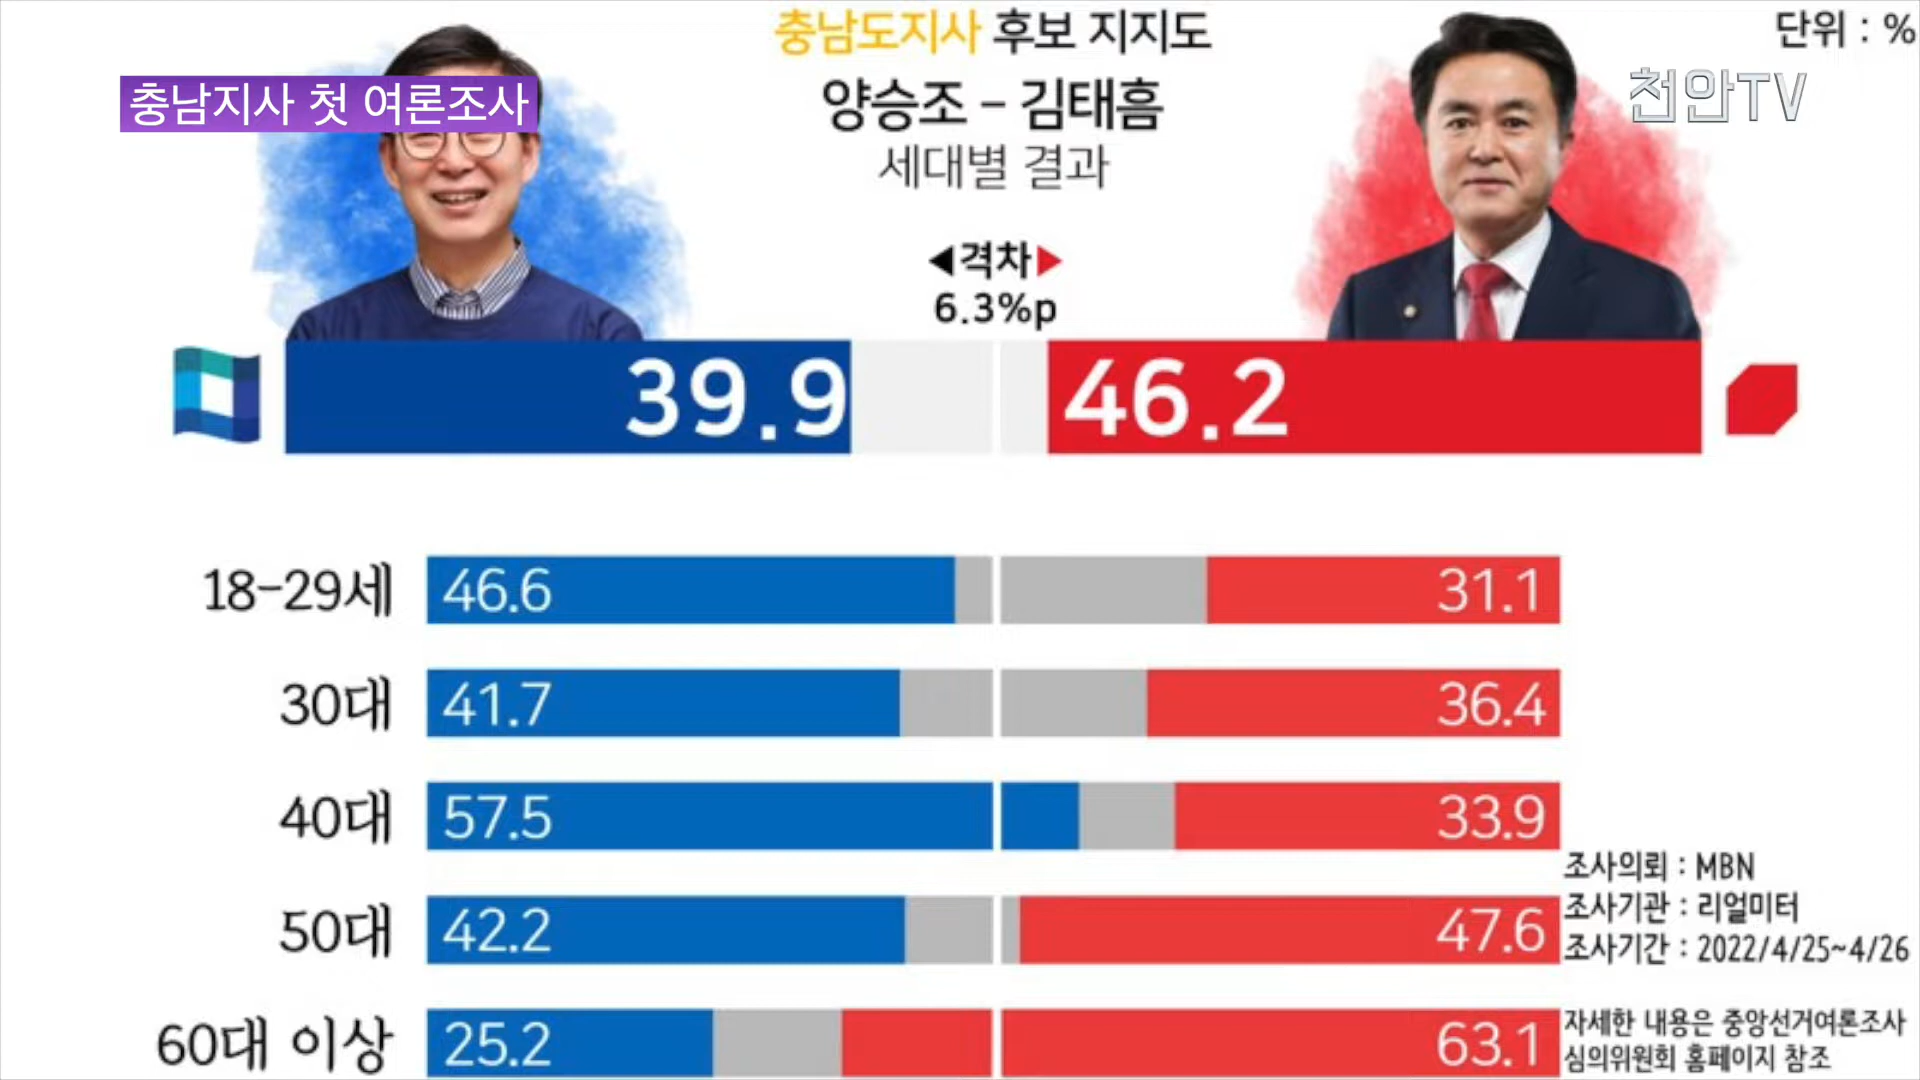 충남도지사 후보 지지도
단위 : %
충남지사 첫 여론조사
양승조 - 김태흠
천안TV
세대별 결과
◀격차▶
6.3%p
39.9 46.2
18-29세 46.6 31.1
30대 41.7 36.4
40대 57.5 33.9
조사의뢰 : MBN
50대 42.2 47.6
조사기관 : 리얼미터
조사기간 : 2022/4/25~4/26
60대 이상 25.2 63.1
자세한 내용은 중앙선거여론조사
심의위원회 홈페이지 참조